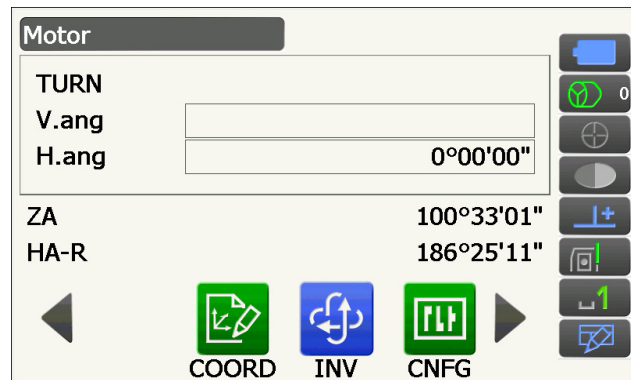 Motor
TURN
V.ang
H.ang 0°00'00"
ZA 100°33'01"
HA-R 186°25'11"
COORD INV CNFG
0
1